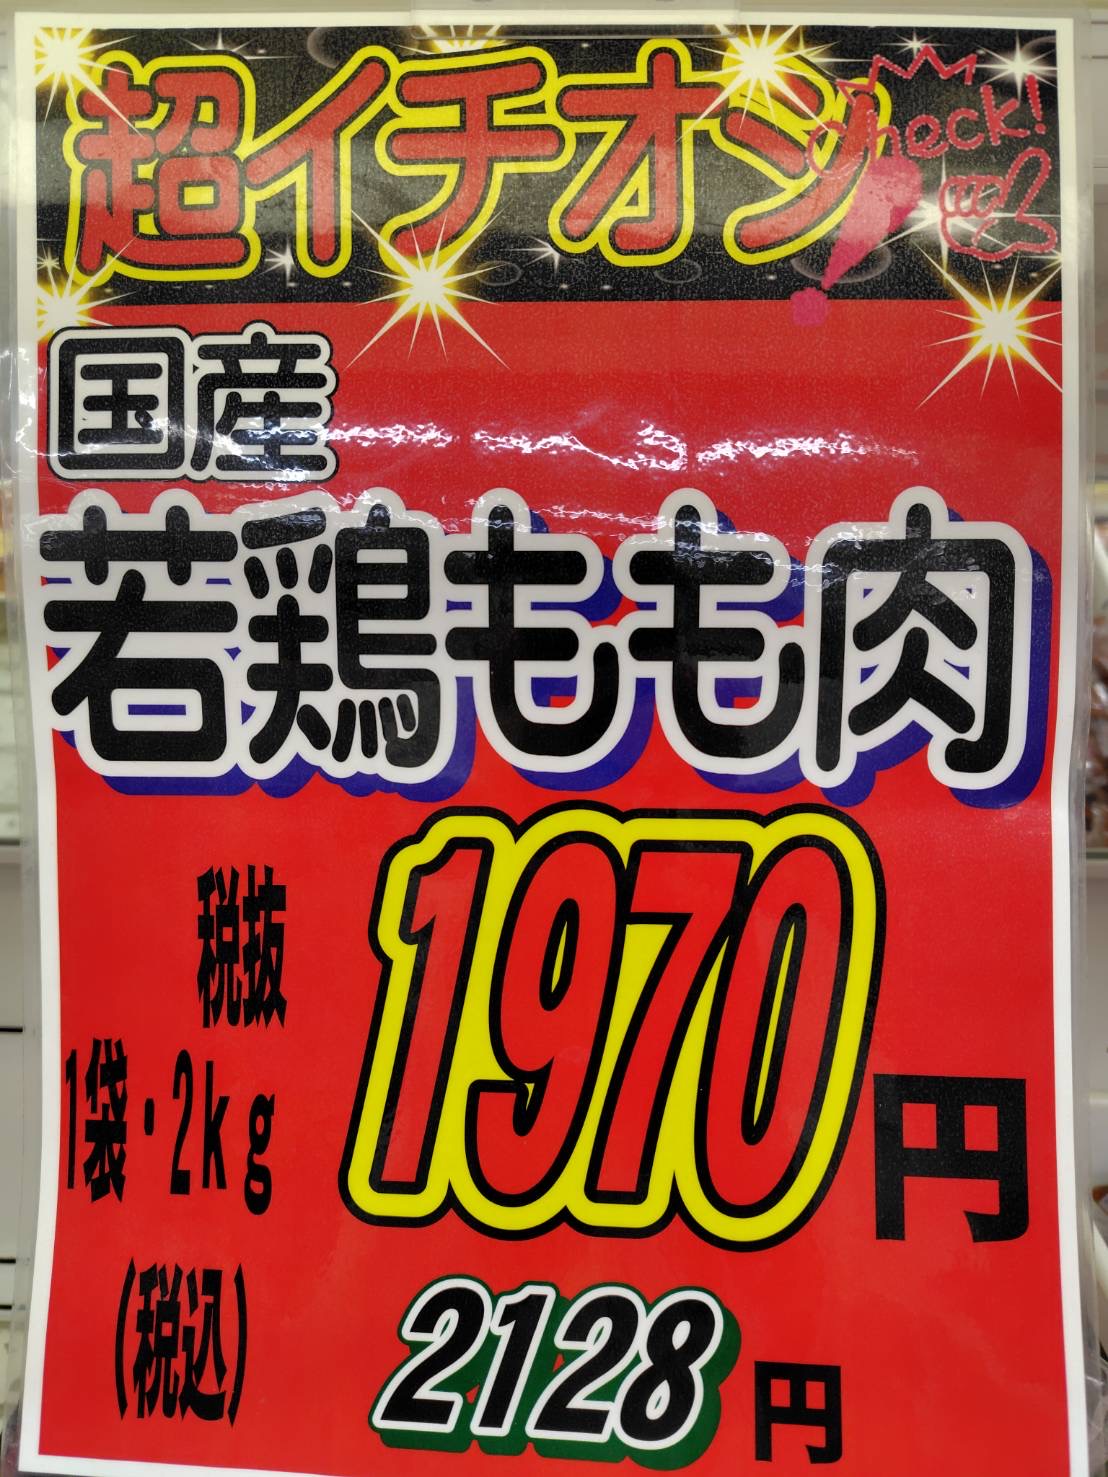 超イチオシ
check!
国産
若鶏もも肉
税抜
1袋・2kg
1970円
(税込)
2128円